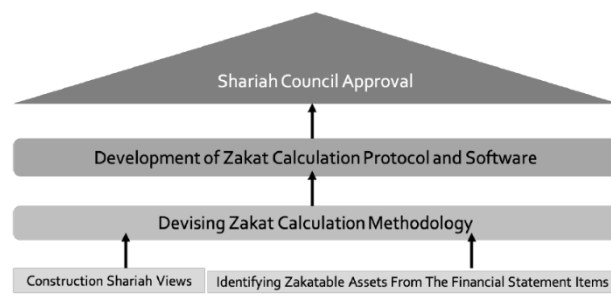 Shariah Council Approval
Development of Zakat Calculation Protocol and Software
Devising Zakat Calculation Methodology
Construction Shariah Views
Identifying Zakatable Assets From The Financial Statement Items